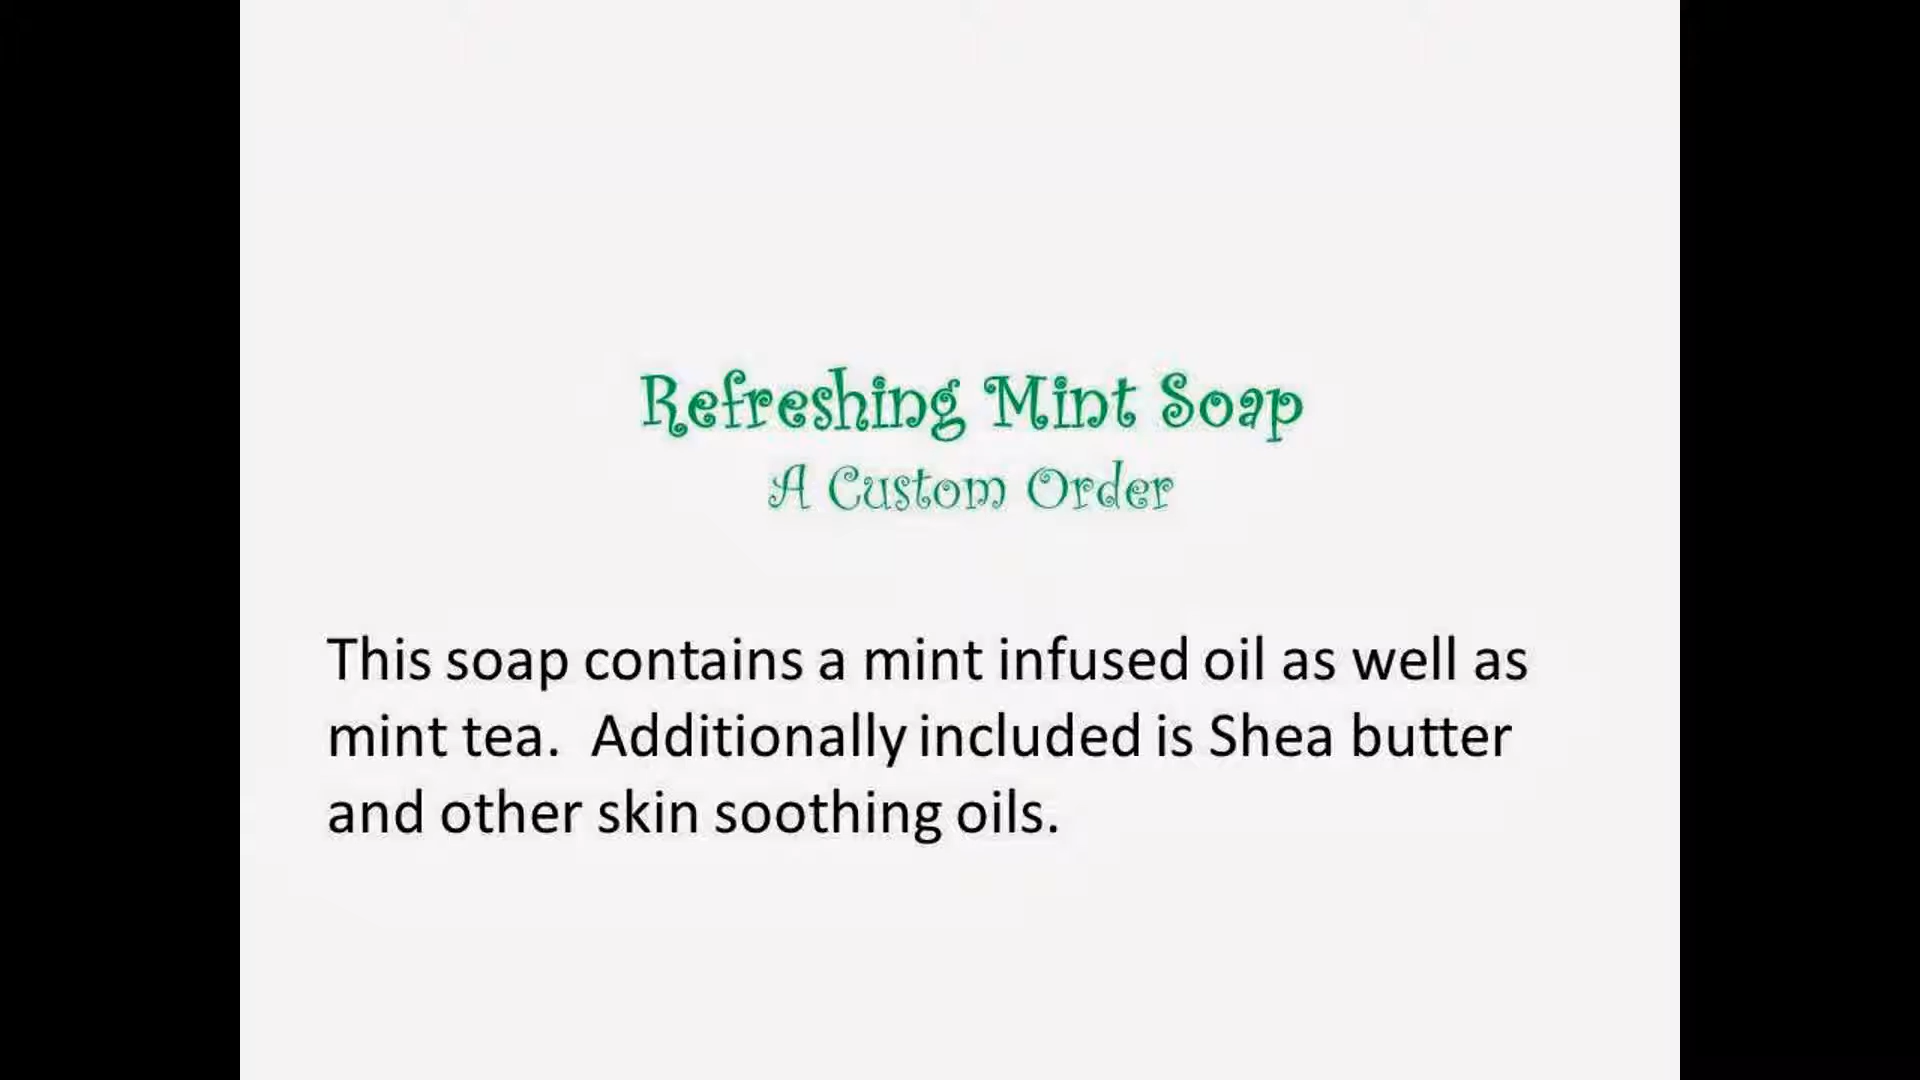 Refreshing Mint Soap
A Custom Order
This soap contains a mint infused oil as well as
mint tea.  Additionally included is Shea butter
and other skin soothing oils.